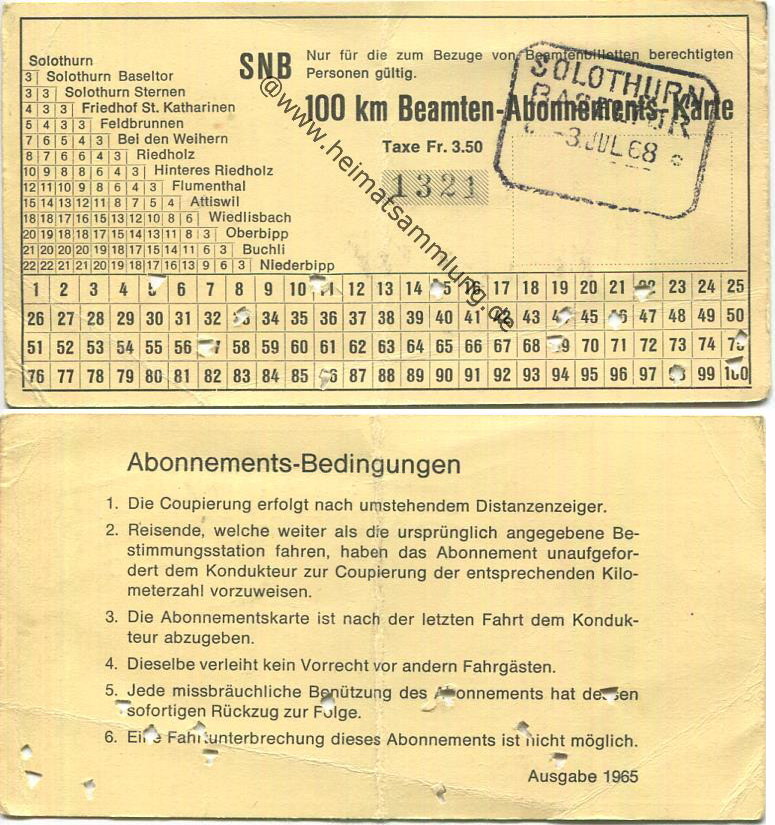 Solothurn
3 Solothurn Baseltor
3 3 Solothurn Sternen
4 3 3 Friedhof St. Katharinen
5 4 3 3 Feldbrunnen
7 6 5 4 3 Bei den Weihern
8 7 6 6 4 3 Riedholz
10 9 8 8 6 4 3 Hinteres Riedholz
12 11 10 9 8 6 4 3 Flumenthal
15 14 13 12 11 8 7 5 4 Attiswil
18 18 17 16 15 13 12 10 8 6 Wiedlisbach
20 19 19 18 17 15 14 13 11 8 3 Oberbipp
21 20 20 20 19 18 17 15 14 11 6 3 Buchli
22 22 21 21 20 19 18 17 16 13 9 6 3 Niederbipp
SNB
Nur für die zum Bezuge von Beamtenbilletten berechtigten
Personen gültig.
100 km Beamten-Abonnements-Karte
Taxe Fr. 3.50
1321
SOLOTHURN
BASELTOR
-3.JUL.68
@www.heimatsammlung.de
1 2 3 4 5 6 7 8 9 10 11 12 13 14 15 16 17 18 19 20 21 22 23 24 25
26 27 28 29 30 31 32 33 34 35 36 37 38 39 40 41 42 43 44 45 46 47 48 49 50
51 52 53 54 55 56 57 58 59 60 61 62 63 64 65 66 67 68 69 70 71 72 73 74 75
76 77 78 79 80 81 82 83 84 85 86 87 88 89 90 91 92 93 94 95 96 97 98 99 100
Abonnements-Bedingungen
1. Die Coupierung erfolgt nach umstehendem Distanzenzeiger.
2. Reisende, welche weiter als die ursprünglich angegebene Be-
stimmungsstation fahren, haben das Abonnement unaufgefor-
dert dem Kondukteur zur Coupierung der entsprechenden Kilo-
meterzahl vorzuweisen.
3. Die Abonnementskarte ist nach der letzten Fahrt dem Konduk-
teur abzugeben.
4. Dieselbe verleiht kein Vorrecht vor andern Fahrgästen.
5. Jede missbräuchliche Benützung des Abonnements hat dessen
sofortigen Rückzug zur Folge.
6. Eine Fahrtunterbrechung dieses Abonnements ist nicht möglich.
Ausgabe 1965